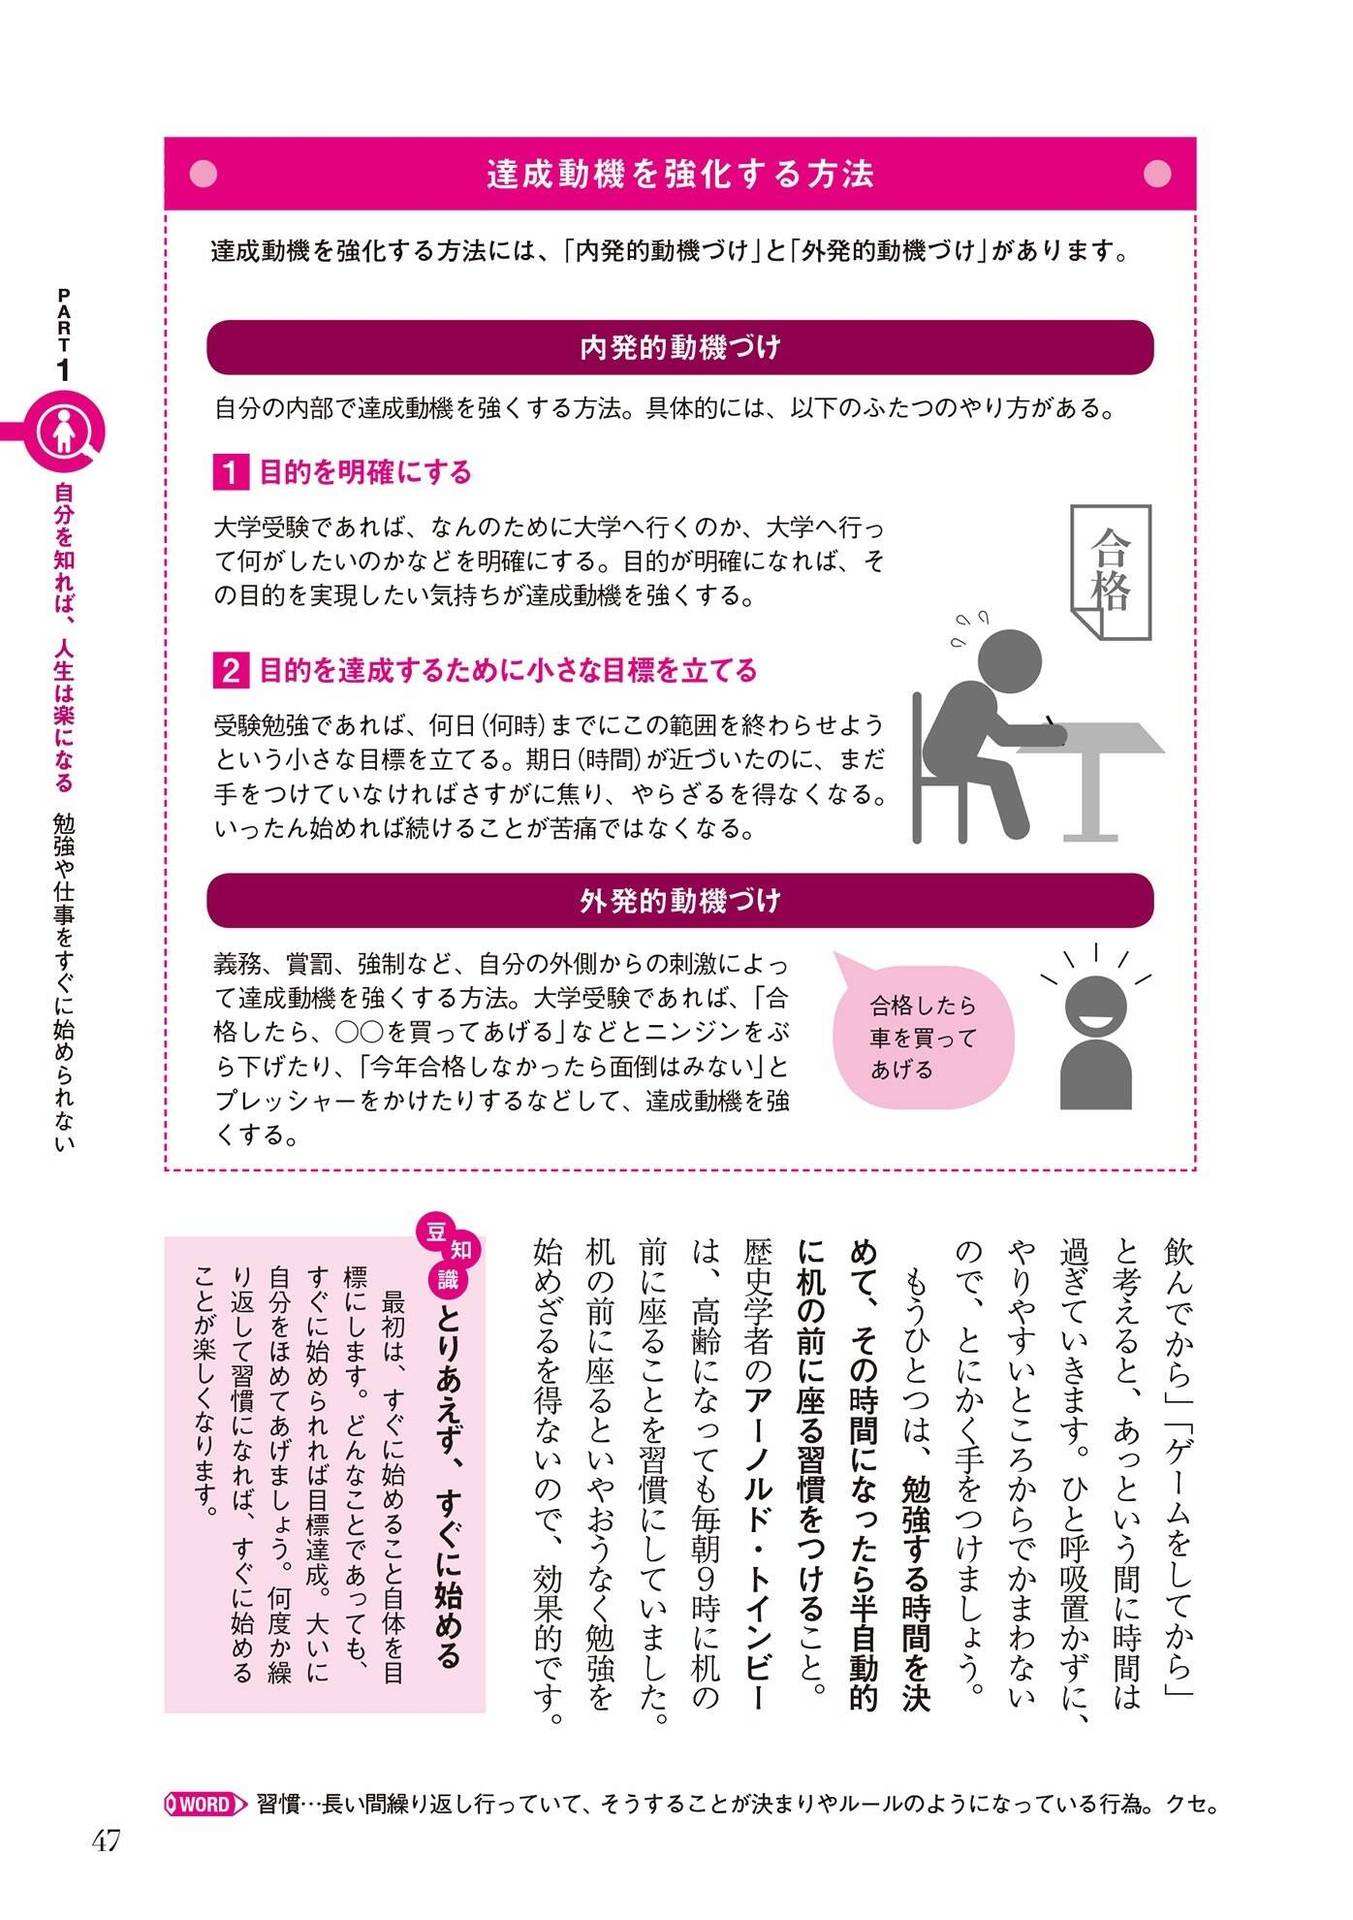 達成動機を強化する方法
達成動機を強化する方法には、「内発的動機づけ」と「外発的動機づけ」があります。
内発的動機づけ
自分の内部で達成動機を強くする方法。具体的には、以下のふたつのやり方がある。
1 目的を明確にする
大学受験であれば、なんのために大学へ行くのか、大学へ行っ
て何がしたいのかなどを明確にする。目的が明確になれば、そ
の目的を実現したい気持ちが達成動機を強くする。
合格
2 目的を達成するために小さな目標を立てる
受験勉強であれば、何日（何時）までにこの範囲を終わらせよう
という小さな目標を立てる。期日（時間）が近づいたのに、まだ
手をつけていなければさすがに焦り、やらざるを得なくなる。
いったん始めれば続けることが苦痛ではなくなる。
外発的動機づけ
義務、賞罰、強制など、自分の外側からの刺激によっ
て達成動機を強くする方法。大学受験であれば、「合
格したら、〇〇を買ってあげる」などとニンジンをぶ
ら下げたり、「今年合格しなかったら面倒はみない」と
プレッシャーをかけたりするなどして、達成動機を強
くする。
合格したら
車を買って
あげる
飲んでから」「ゲームをしてから」
と考えると、あっという間に時間は
過ぎていきます。ひと呼吸置かずに、
やりやすいところからでかまわない
ので、とにかく手をつけましょう。
もうひとつは、勉強する時間を決
めて、その時間になったら半自動的
に机の前に座る習慣をつけること。
歴史学者のアーノルド・トインビー
は、高齢になっても毎朝9時に机の
前に座ることを習慣にしていました。
机の前に座るといやおうなく勉強を
始めざるを得ないので、効果的です。
豆知識
とりあえず、すぐに始める
最初は、すぐに始めること自体を目
標にします。どんなことであっても、
すぐに始められれば目標達成。大いに
自分をほめてあげましょう。何度か繰
り返して習慣になれば、すぐに始める
ことが楽しくなります。
WORD 習慣…長い間繰り返し行っていて、そうすることが決まりやルールのようになっている行為。クセ。
PART 1
自分を知れば、人生は楽になる 勉強や仕事をすぐに始められない
47